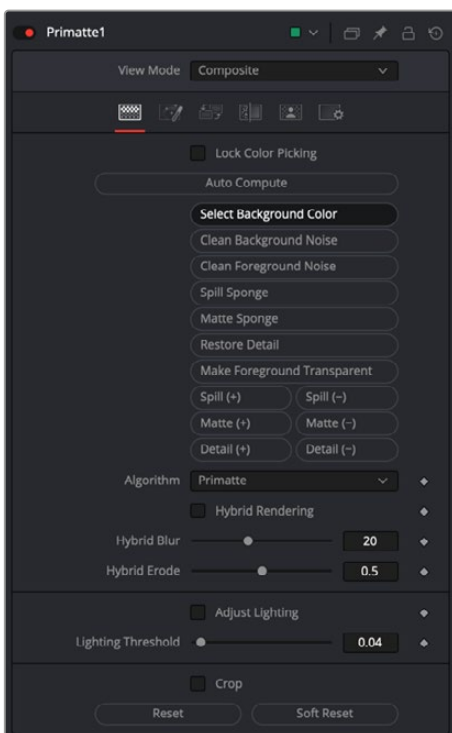 Primatte1
View Mode Composite
Lock Color Picking
Auto Compute
Select Background Color
Clean Background Noise
Clean Foreground Noise
Spill Sponge
Matte Sponge
Restore Detail
Make Foreground Transparent
Spill (+) Spill (−)
Matte (+) Matte (−)
Detail (+) Detail (−)
Algorithm Primatte
Hybrid Rendering
Hybrid Blur 20
Hybrid Erode 0.5
Adjust Lighting
Lighting Threshold 0.04
Crop
Reset Soft Reset